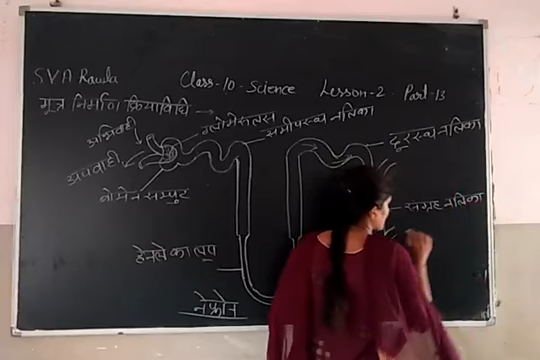 SVA Rawla
Class-10-Science Lesson-2 Part-13
मूत्र निर्माण क्रियाविधि →
अभिवाही
अपवाही
ग्लोमेरुलस
समीपस्थ नलिका
दूरस्थ नलिका
बोमेन सम्पुट
संग्रह नलिका
हेनले का लूप
नेफ्रोन